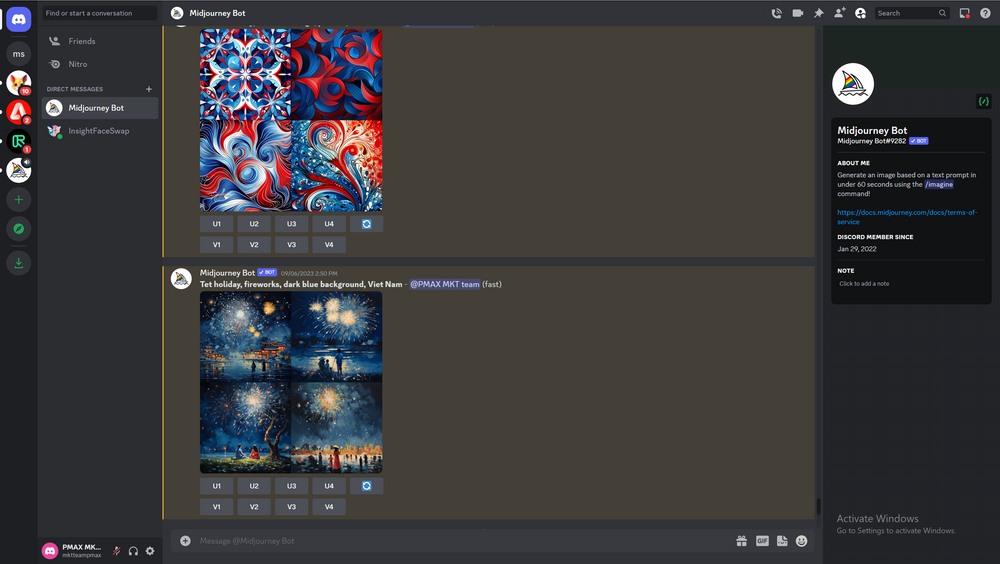 Find or start a conversation
Midjourney Bot
Search
ms
Friends
Nitro
DIRECT MESSAGES
Midjourney Bot
InsightFaceSwap
10
2
1
U1 U2 U3 U4
V1 V2 V3 V4
Midjourney Bot BOT 09/06/2023 2:50 PM
Tet holiday, fireworks, dark blue background, Viet Nam - @PMAX MKT team (fast)
U1 U2 U3 U4
V1 V2 V3 V4
Message @Midjourney Bot
GIF
PMAX MK...
mktteampmax
Midjourney Bot
Midjourney Bot#9282 BOT
ABOUT ME
Generate an image based on a text prompt in
under 60 seconds using the /imagine
command!
https://docs.midjourney.com/docs/terms-of-
service
DISCORD MEMBER SINCE
Jan 29, 2022
NOTE
Click to add a note
Activate Windows
Go to Settings to activate Windows.